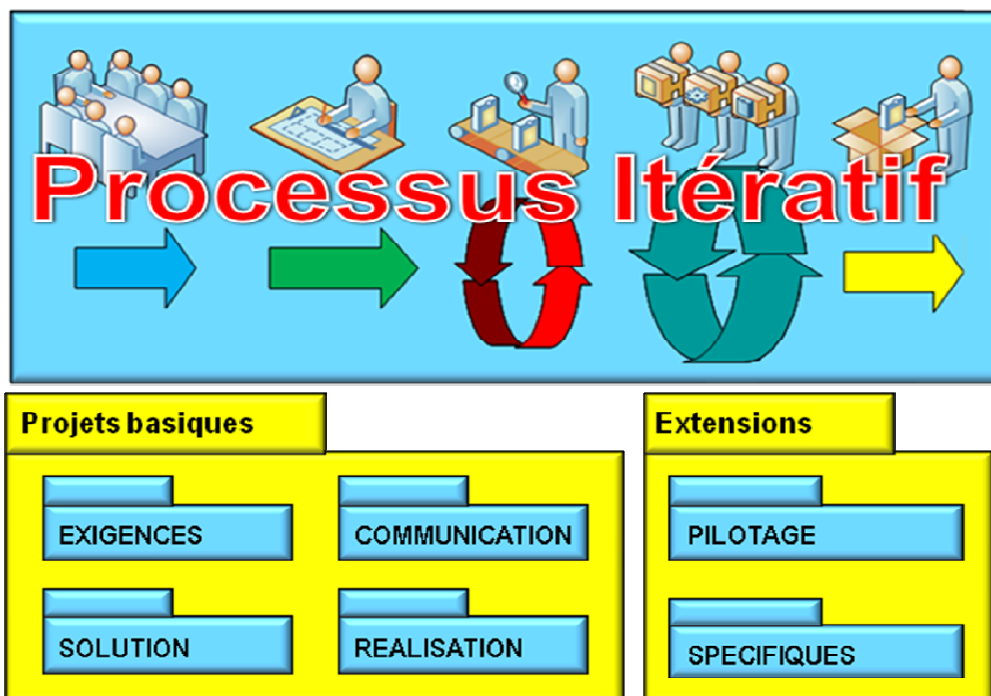 Processus Itératif
Projets basiques
EXIGENCES
COMMUNICATION
SOLUTION
REALISATION
Extensions
PILOTAGE
SPECIFIQUES